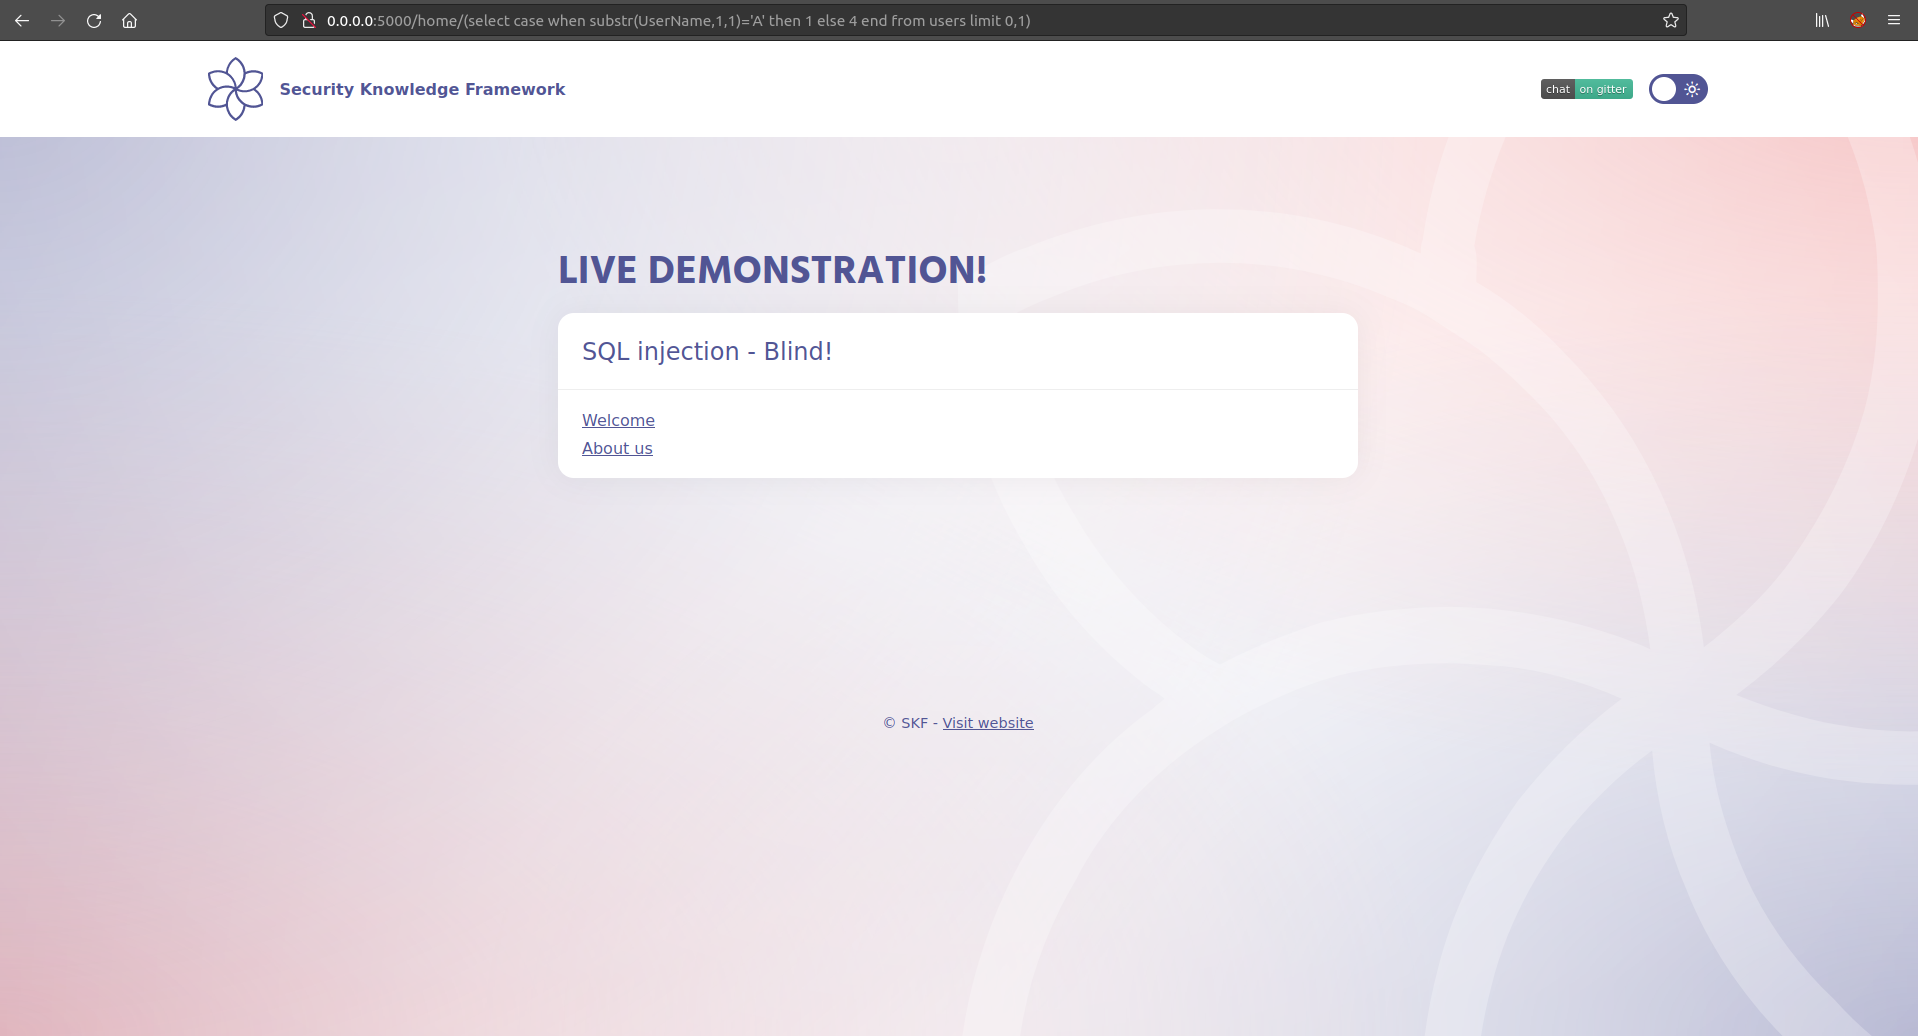 0.0.0.0:5000/home/(select case when substr(UserName,1,1)='A' then 1 else 4 end from users limit 0,1)
Security Knowledge Framework
chat on gitter
LIVE DEMONSTRATION!
SQL injection - Blind!
Welcome
About us
© SKF - Visit website